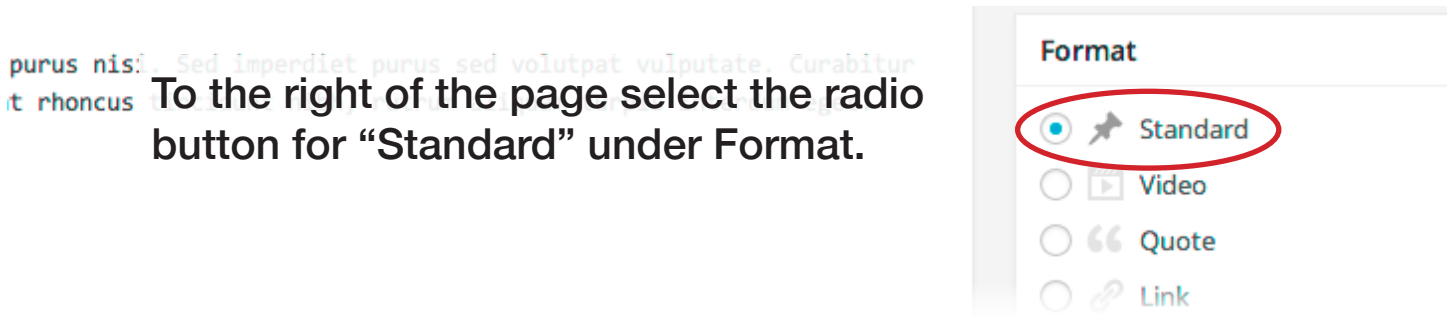 purus nisi. Sed imperdiet purus sed volutpat vulputate. Curabitur
t rhoncus
To the right of the page select the radio
button for “Standard” under Format.
Format
Standard
Video
Quote
Link